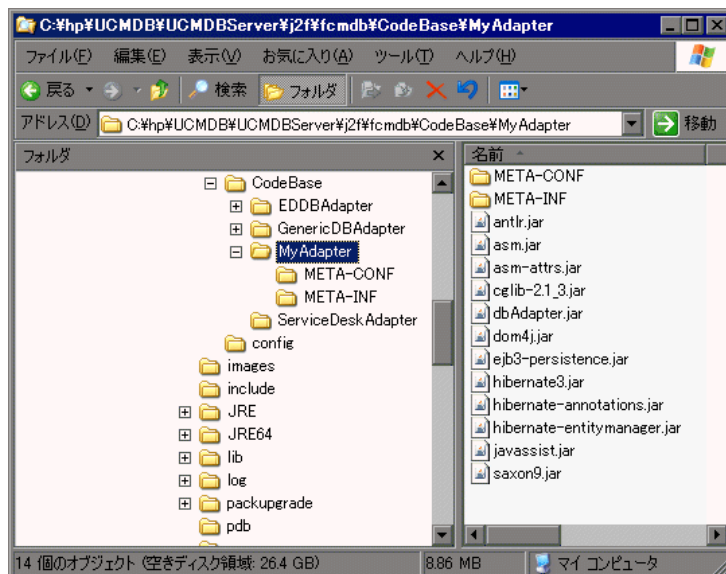 C:¥hp¥UCMDB¥UCMDBServer¥j2f¥fcmdb¥CodeBase¥MyAdapter
ファイル(F) 編集(E) 表示(V) お気に入り(A) ツール(T) ヘルプ(H)
戻る 検索 フォルダ
アドレス(D) C:¥hp¥UCMDB¥UCMDBServer¥j2f¥fcmdb¥CodeBase¥MyAdapter 移動
フォルダ
CodeBase
EDDBAdapter
GenericDBAdapter
MyAdapter
META-CONF
META-INF
ServiceDeskAdapter
config
images
include
JRE
JRE64
lib
log
packupgrade
pdb
名前
META-CONF
META-INF
antlr.jar
asm.jar
asm-attrs.jar
cglib-2.1_3.jar
dbAdapter.jar
dom4j.jar
ejb3-persistence.jar
hibernate3.jar
hibernate-annotations.jar
hibernate-entitymanager.jar
javassist.jar
saxon9.jar
14 個のオブジェクト (空きディスク領域: 26.4 GB) 8.86 MB マイ コンピュータ